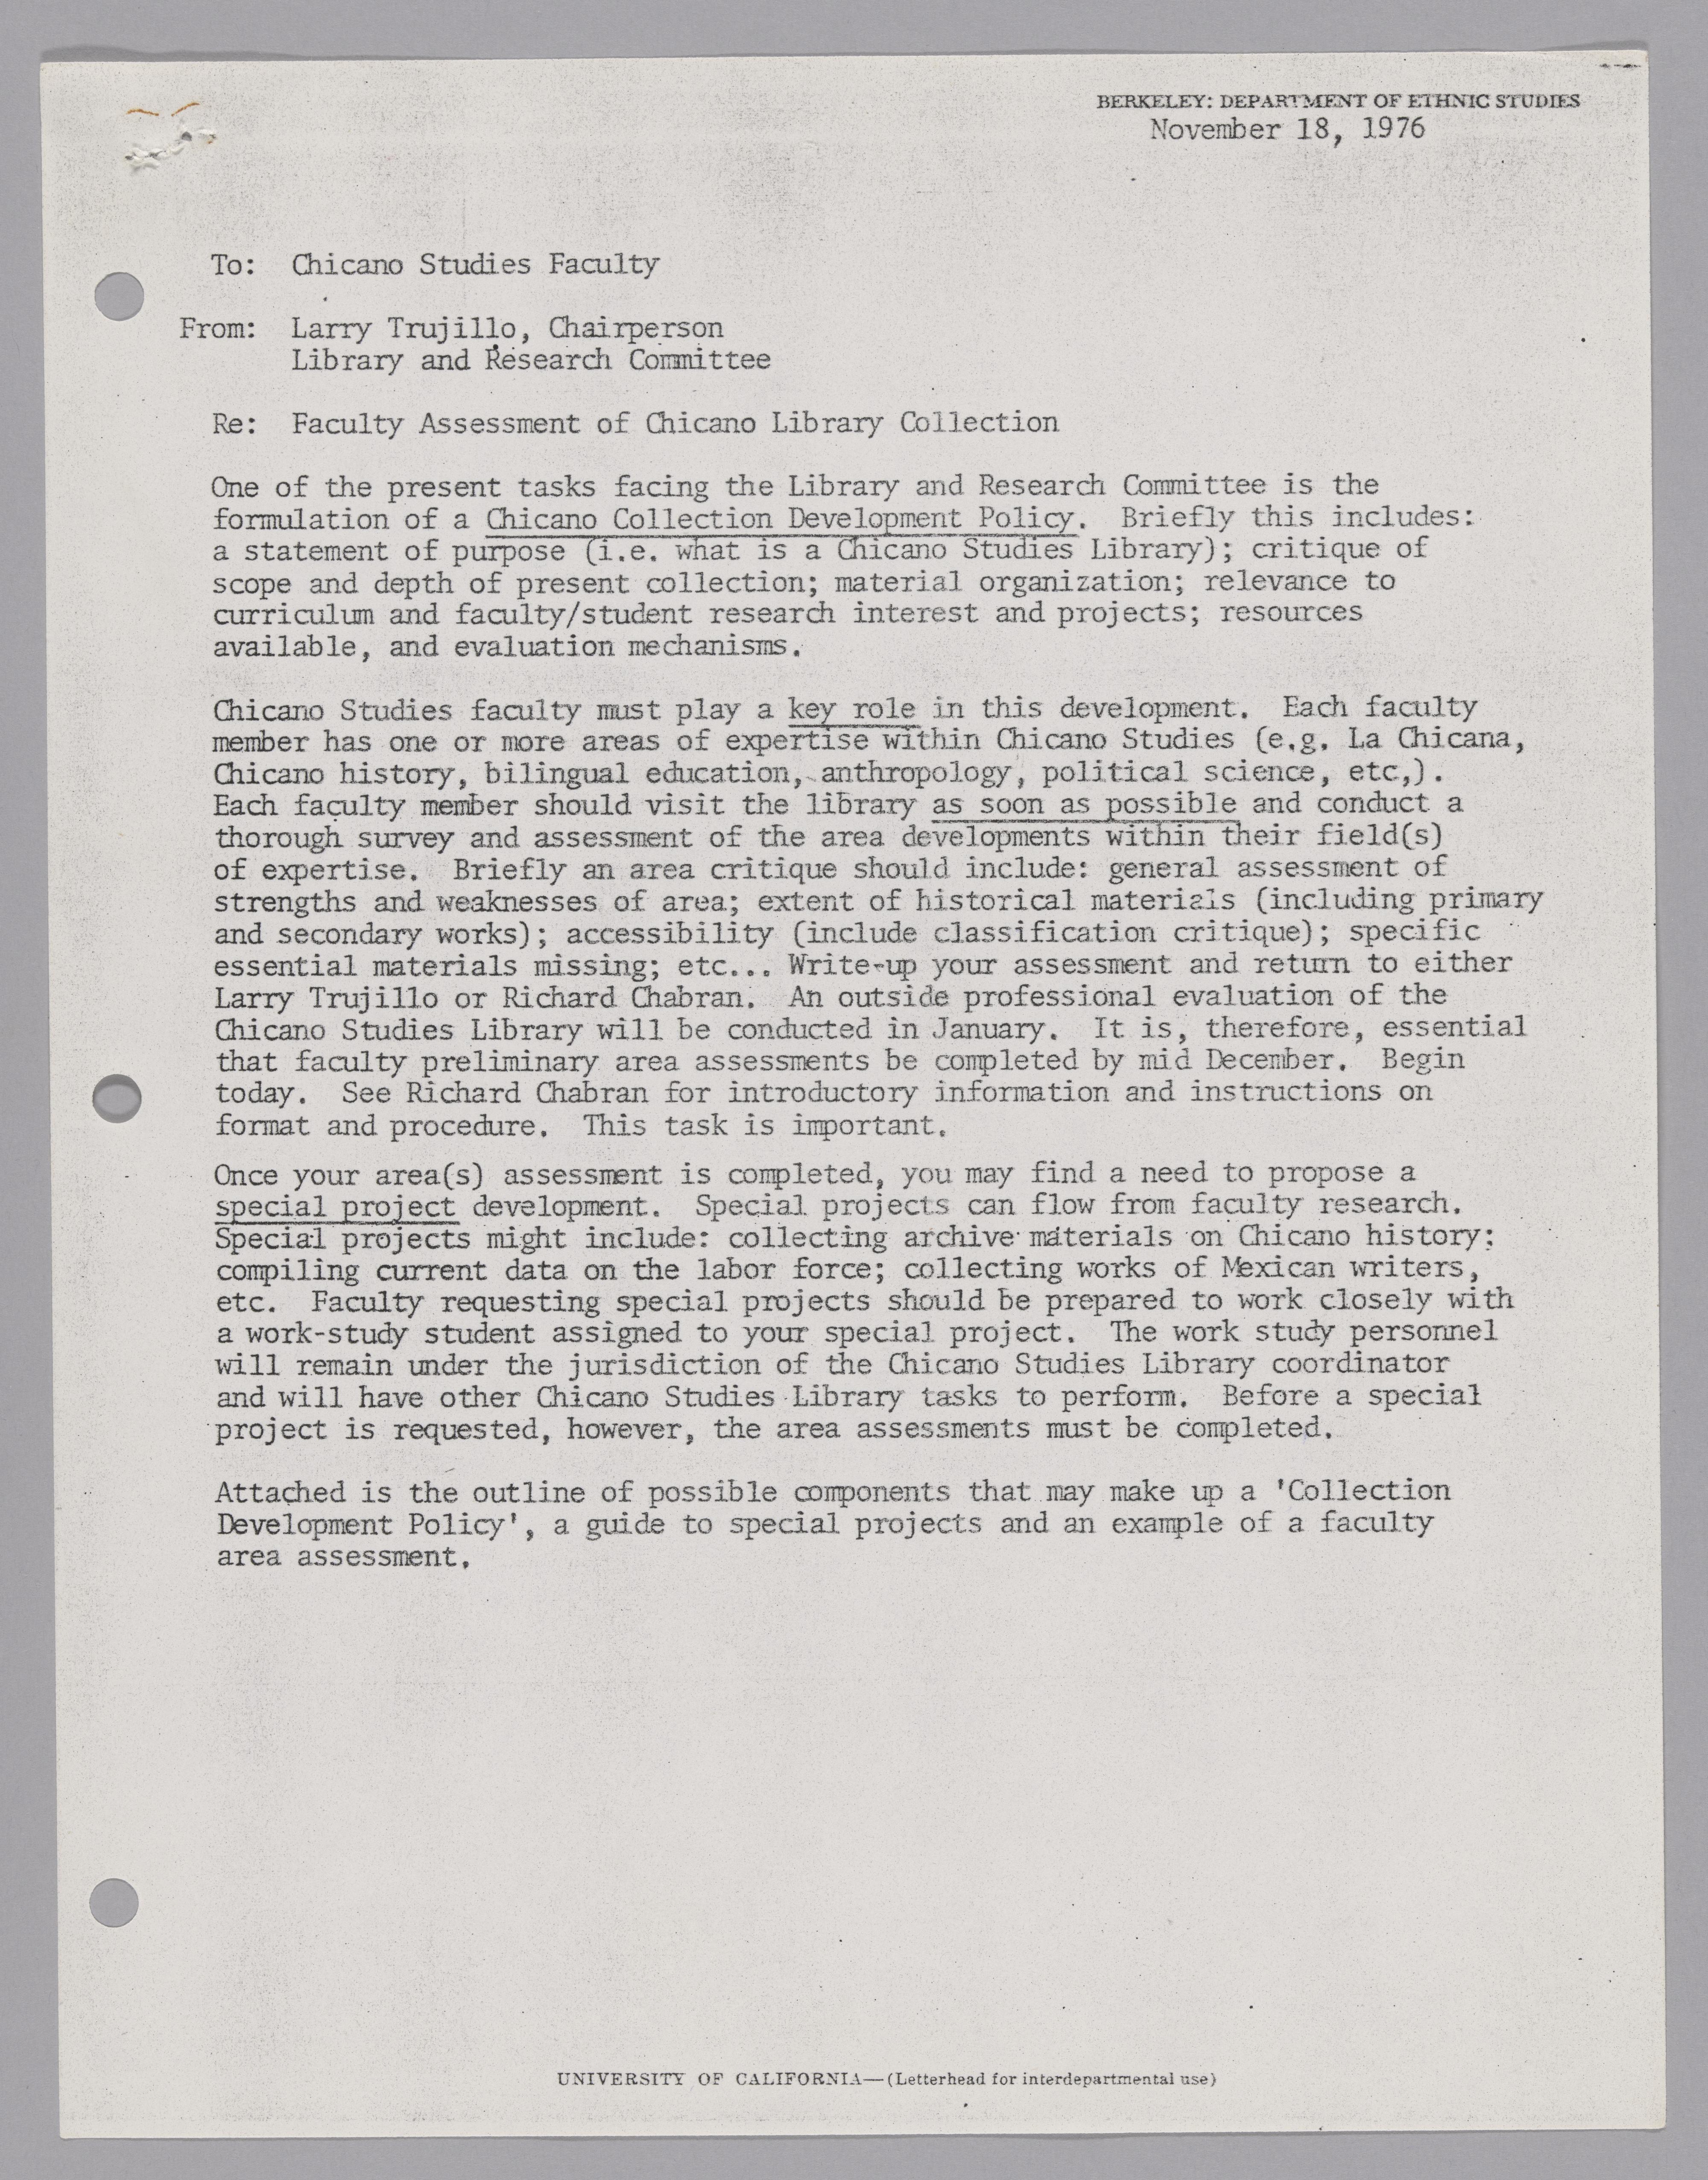 BERKELEY: DEPARTMENT OF ETHNIC STUDIES
November 18, 1976
To: Chicano Studies Faculty
From: Larry Trujillo, Chairperson
Library and Research Committee
Re: Faculty Assessment of Chicano Library Collection
One of the present tasks facing the Library and Research Committee is the
formulation of a Chicano Collection Development Policy. Briefly this includes:
a statement of purpose (i.e. what is a Chicano Studies Library); critique of
scope and depth of present collection; material organization; relevance to
curriculum and faculty/student research interest and projects; resources
available, and evaluation mechanisms.
Chicano Studies faculty must play a key role in this development. Each faculty
member has one or more areas of expertise within Chicano Studies (e.g. La Chicana,
Chicano history, bilingual education, anthropology, political science, etc,).
Each faculty member should visit the library as soon as possible and conduct a
thorough survey and assessment of the area developments within their field(s)
of expertise. Briefly an area critique should include: general assessment of
strengths and weaknesses of area; extent of historical materials (including primary
and secondary works); accessibility (include classification critique); specific
essential materials missing; etc... Write-up your assessment and return to either
Larry Trujillo or Richard Chabran. An outside professional evaluation of the
Chicano Studies Library will be conducted in January. It is, therefore, essential
that faculty preliminary area assessments be completed by mid December. Begin
today. See Richard Chabran for introductory information and instructions on
format and procedure. This task is important.
Once your area(s) assessment is completed, you may find a need to propose a
special project development. Special projects can flow from faculty research.
Special projects might include: collecting archive materials on Chicano history;
compiling current data on the labor force; collecting works of Mexican writers,
etc. Faculty requesting special projects should be prepared to work closely with
a work-study student assigned to your special project. The work study personnel
will remain under the jurisdiction of the Chicano Studies Library coordinator
and will have other Chicano Studies Library tasks to perform. Before a special
project is requested, however, the area assessments must be completed.
Attached is the outline of possible components that may make up a 'Collection
Development Policy', a guide to special projects and an example of a faculty
area assessment.
UNIVERSITY OF CALIFORNIA—(Letterhead for interdepartmental use)